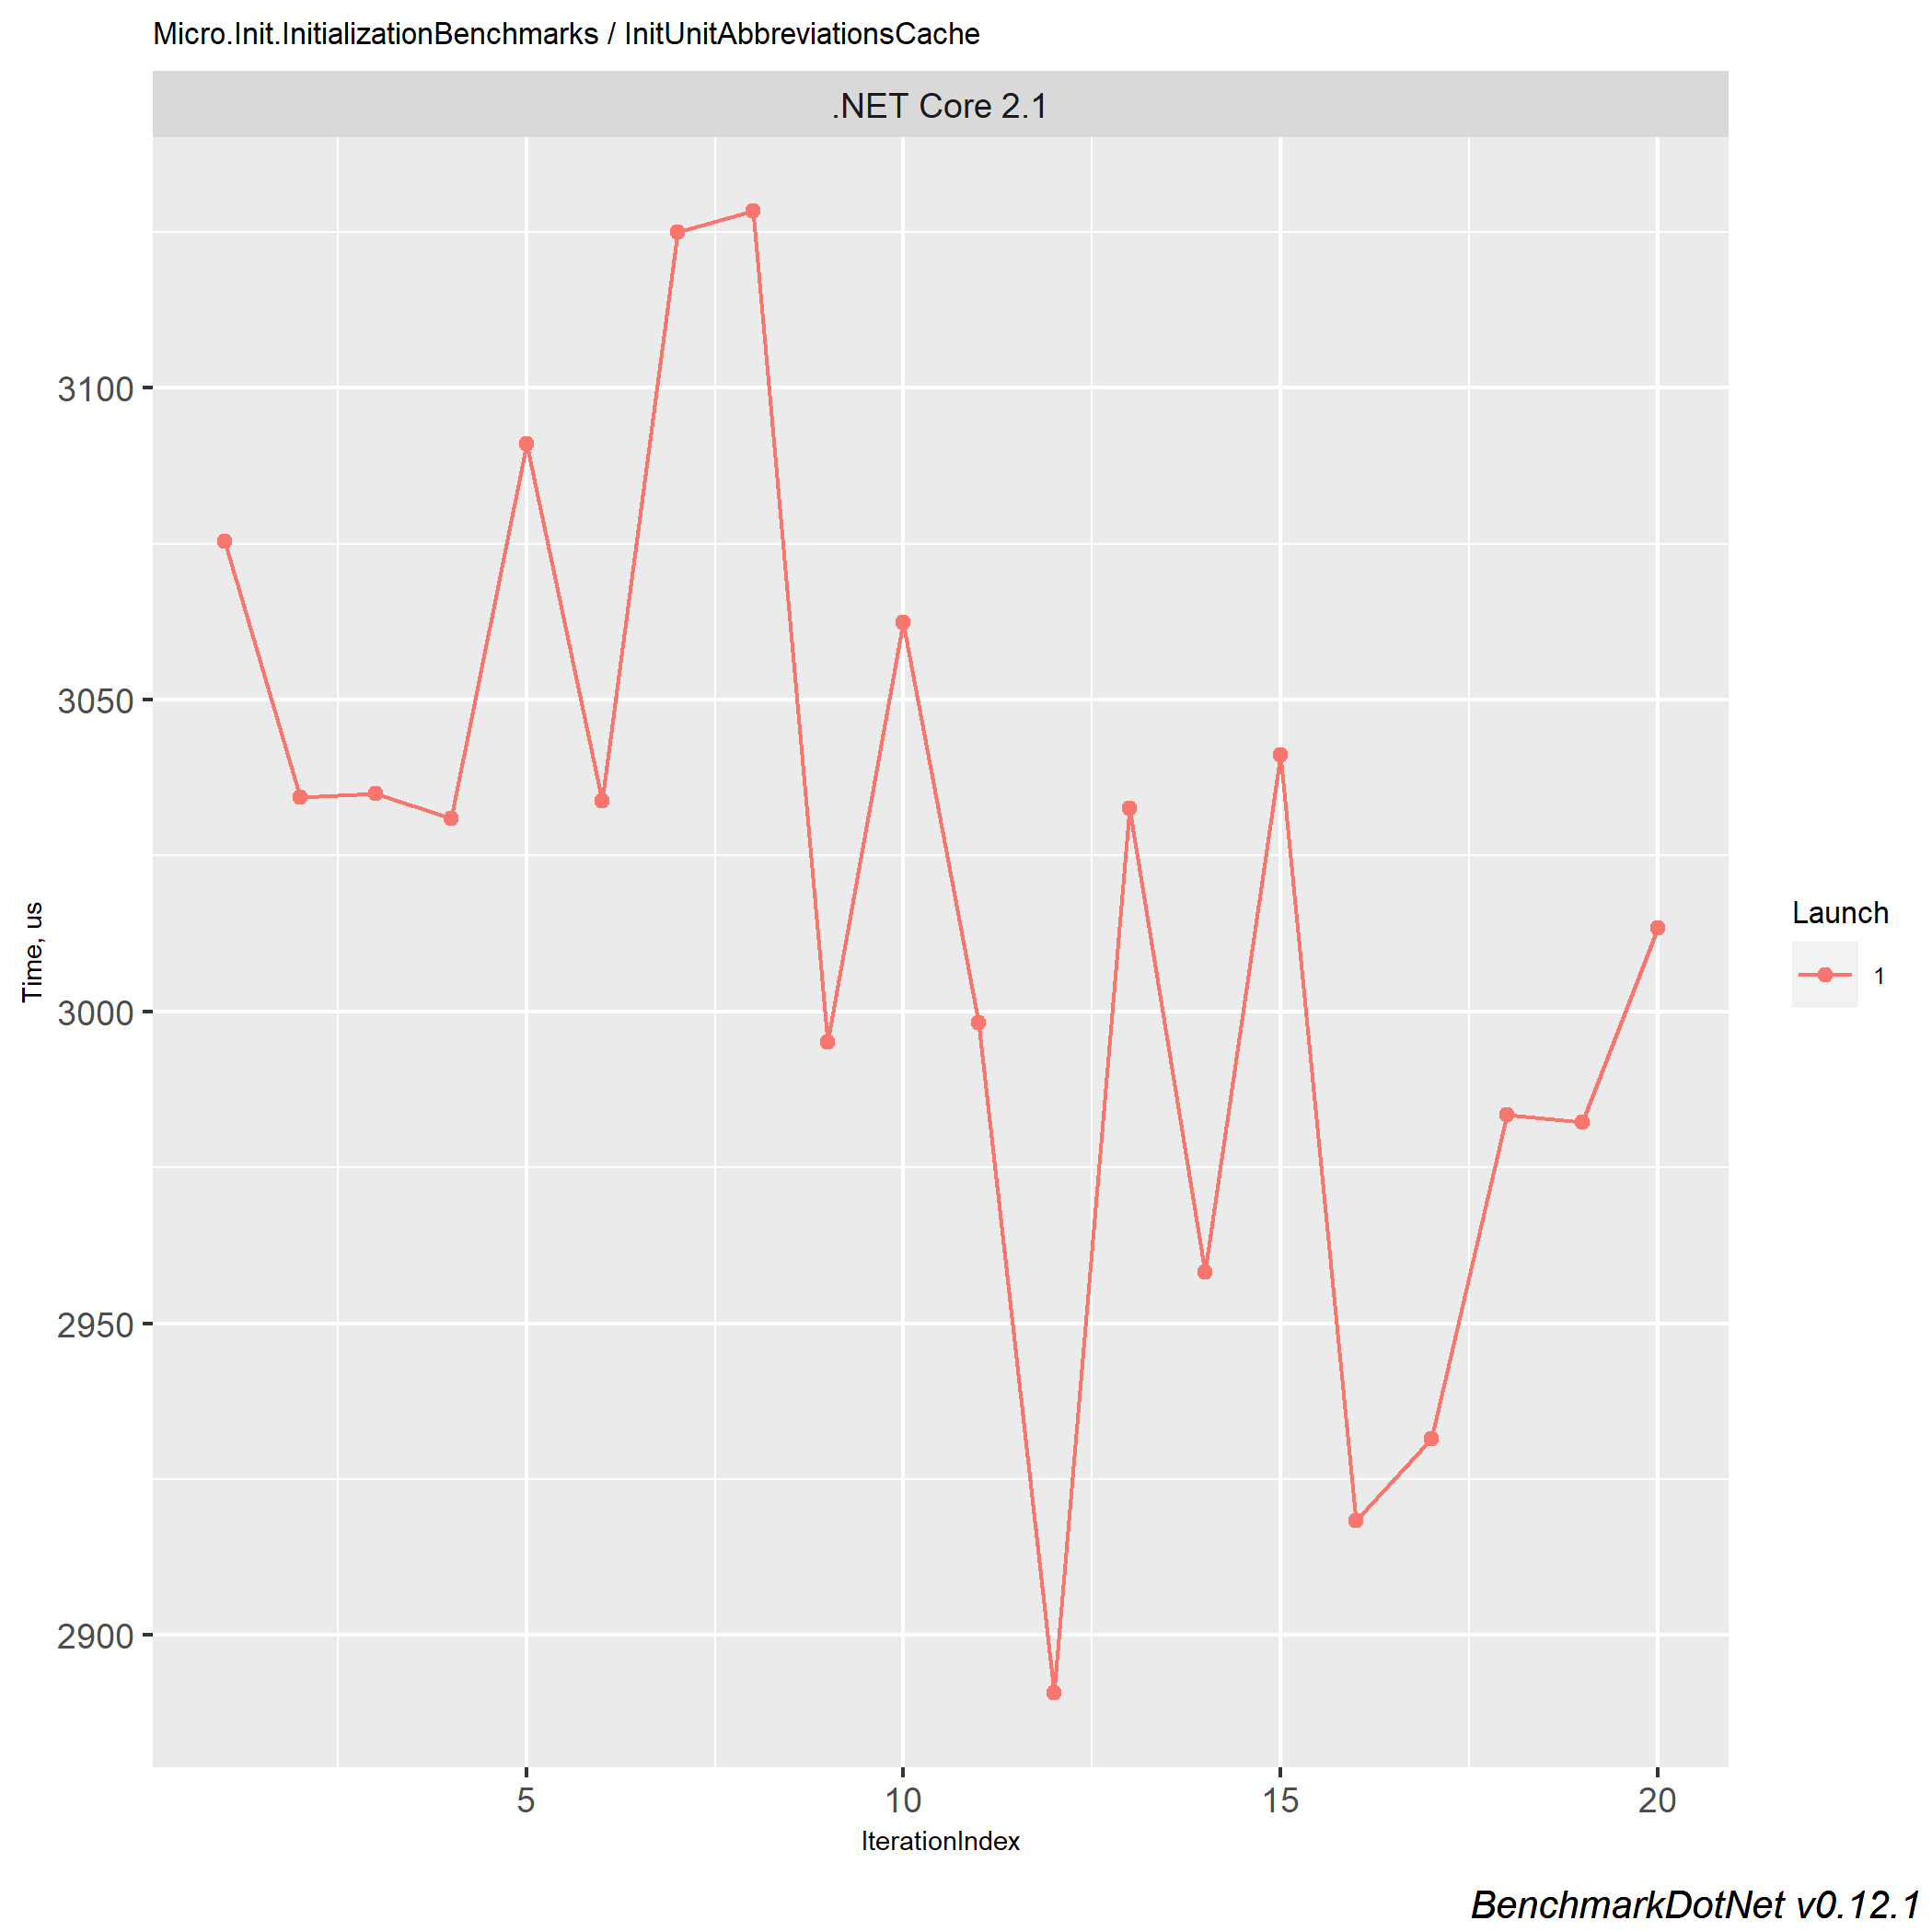 Micro.Init.InitializationBenchmarks / InitUnitAbbreviationsCache
.NET Core 2.1
3100
3050
3000
2950
2900
Time, us
5 10 15 20
IterationIndex
Launch
1
BenchmarkDotNet v0.12.1